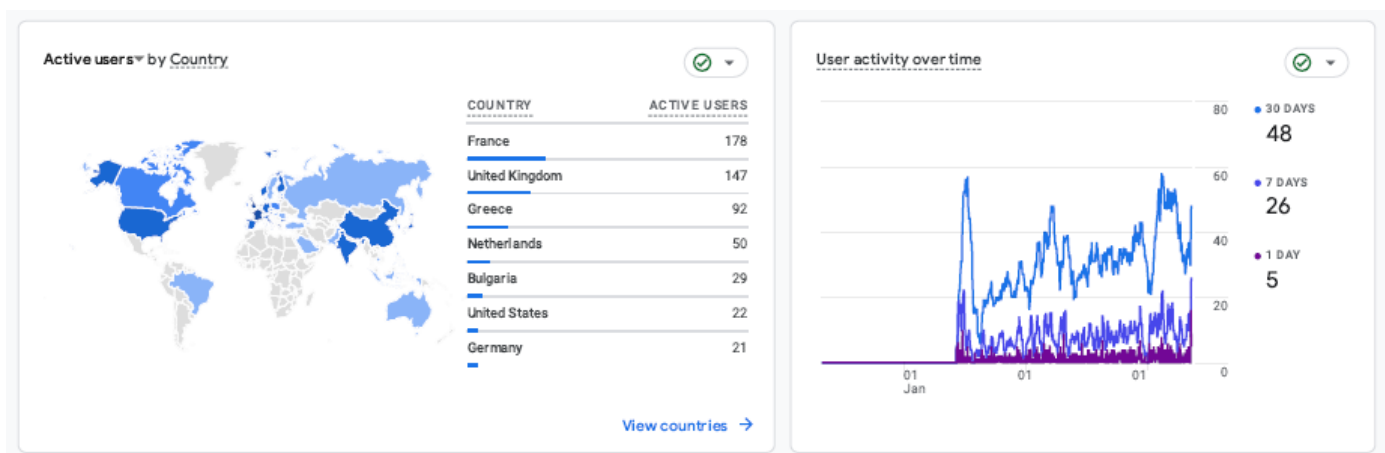 Active users by Country
COUNTRY ACTIVE USERS
France 178
United Kingdom 147
Greece 92
Netherlands 50
Bulgaria 29
United States 22
Germany 21
View countries
User activity over time
80
60
40
20
0
01
Jan
01
01
30 DAYS
48
7 DAYS
26
1 DAY
5